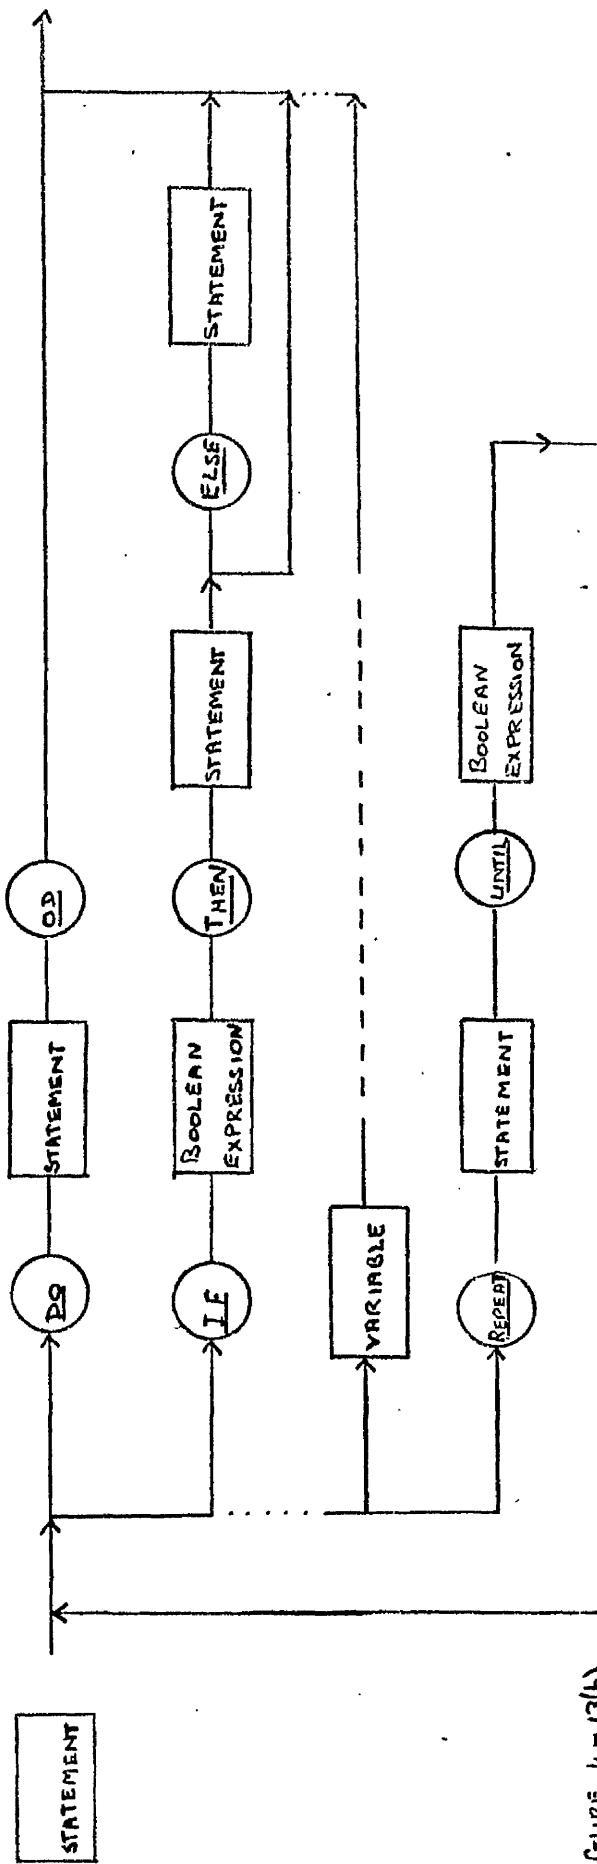 STATEMENT
DO
STATEMENT
OD
IF
BOOLEAN
EXPRESSION
THEN
STATEMENT
ELSE
STATEMENT
VARIABLE
REPEAT
STATEMENT
UNTIL
BOOLEAN
EXPRESSION